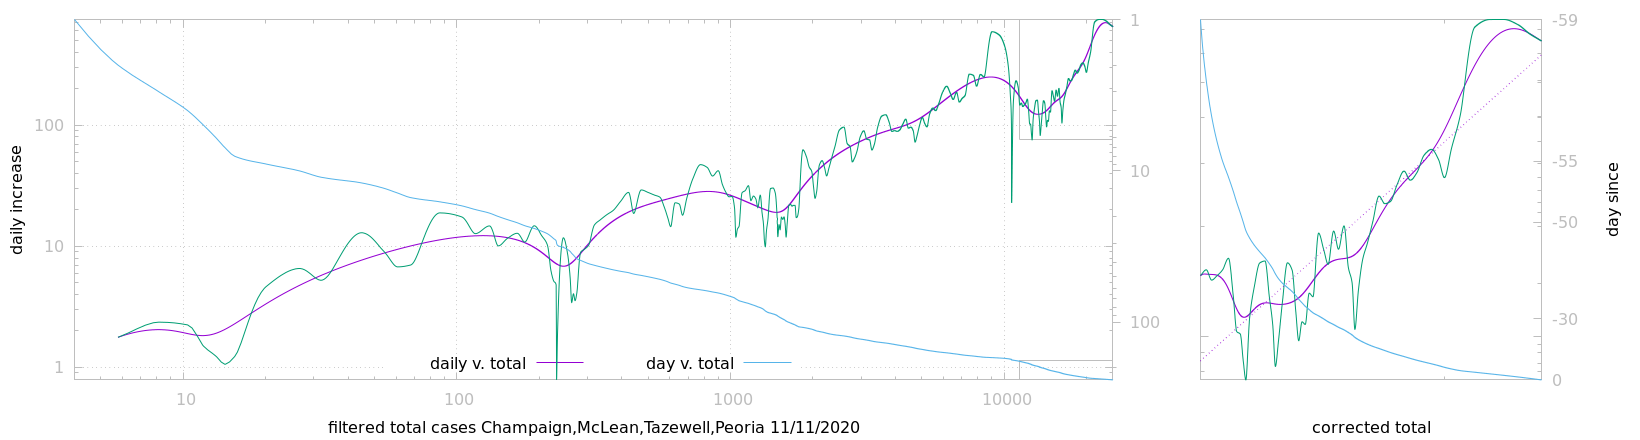 1
-59
100
10
-55
10
-50
100
-30
1
0
daily increase
day since
daily v. total
day v. total
10
100
1000
10000
filtered total cases Champaign,McLean,Tazewell,Peoria 11/11/2020
corrected total